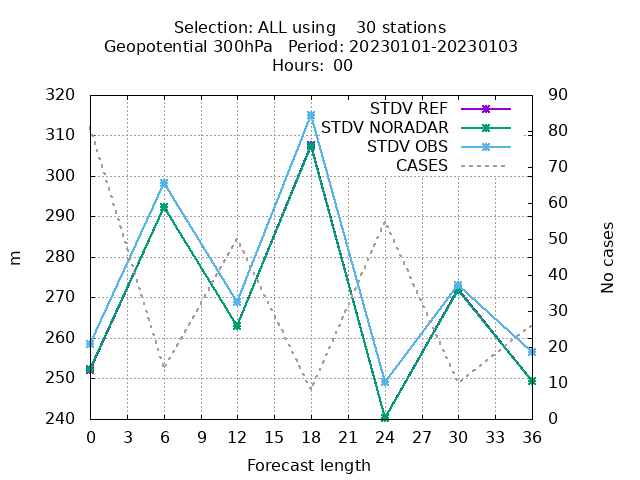 Selection: ALL using    30 stations
Geopotential 300hPa   Period: 20230101-20230103
Hours:  00
320
310
300
290
280
270
260
250
240
m
90
80
70
60
50
40
30
20
10
0
No cases
STDV REF
STDV NORADAR
STDV OBS
CASES
0 3 6 9 12 15 18 21 24 27 30 33 36
Forecast length